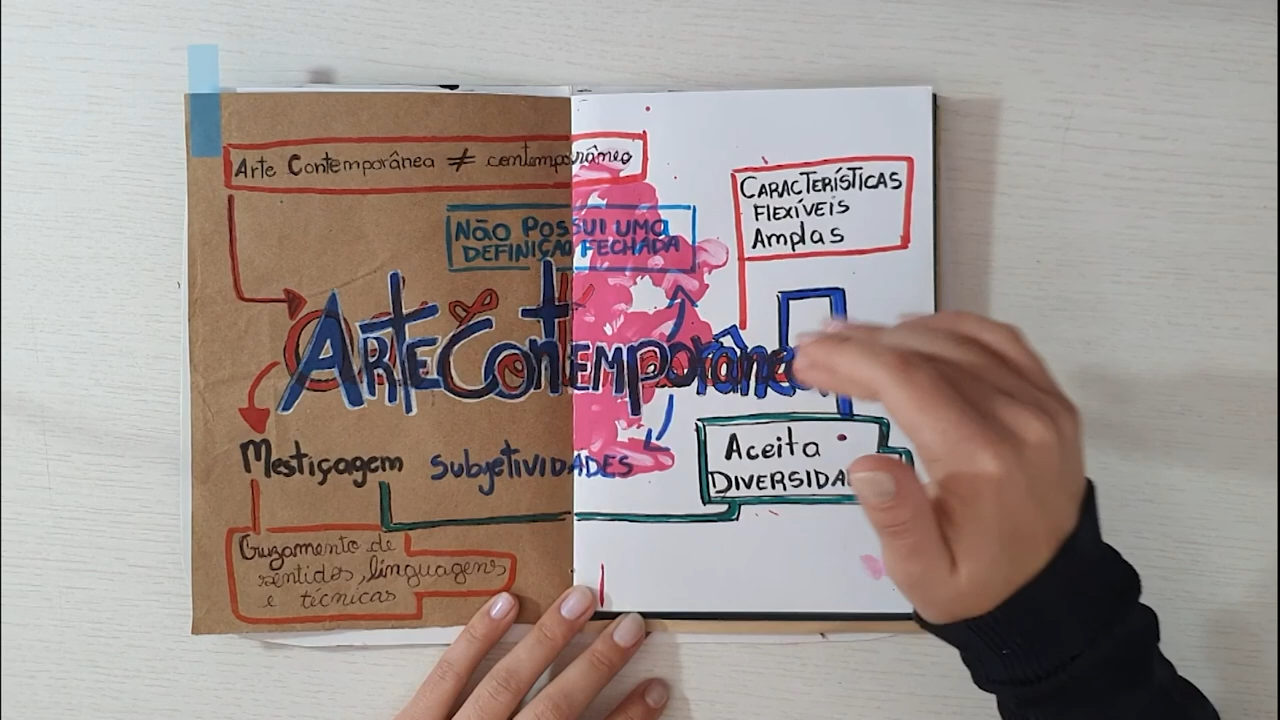 Arte Contemporânea ≠ contemporâneo
NÃO POSSUI UMA
DEFINIÇÃO FECHADA
CARACTERÍSTICAS
FLEXÍVEIS
Amplas
ARTE CONTEMPorâne
Mestiçagem
SubjetiviDADES
Aceita
DIVERSIDA
Cruzamento de
sentidos, linguagens
e técnicas